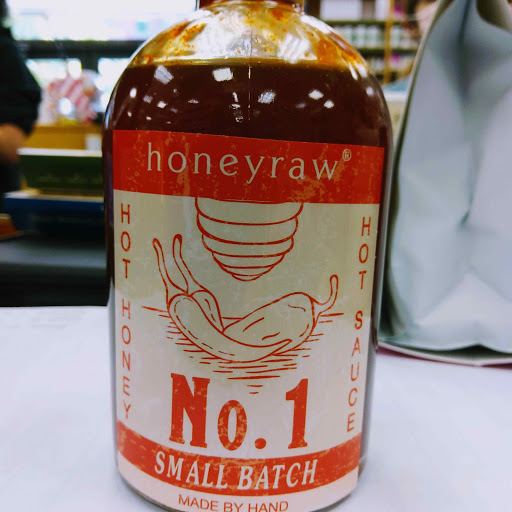 honeyraw®
HOT HONEY
HOT SAUCE
No. 1
SMALL BATCH
MADE BY HAND